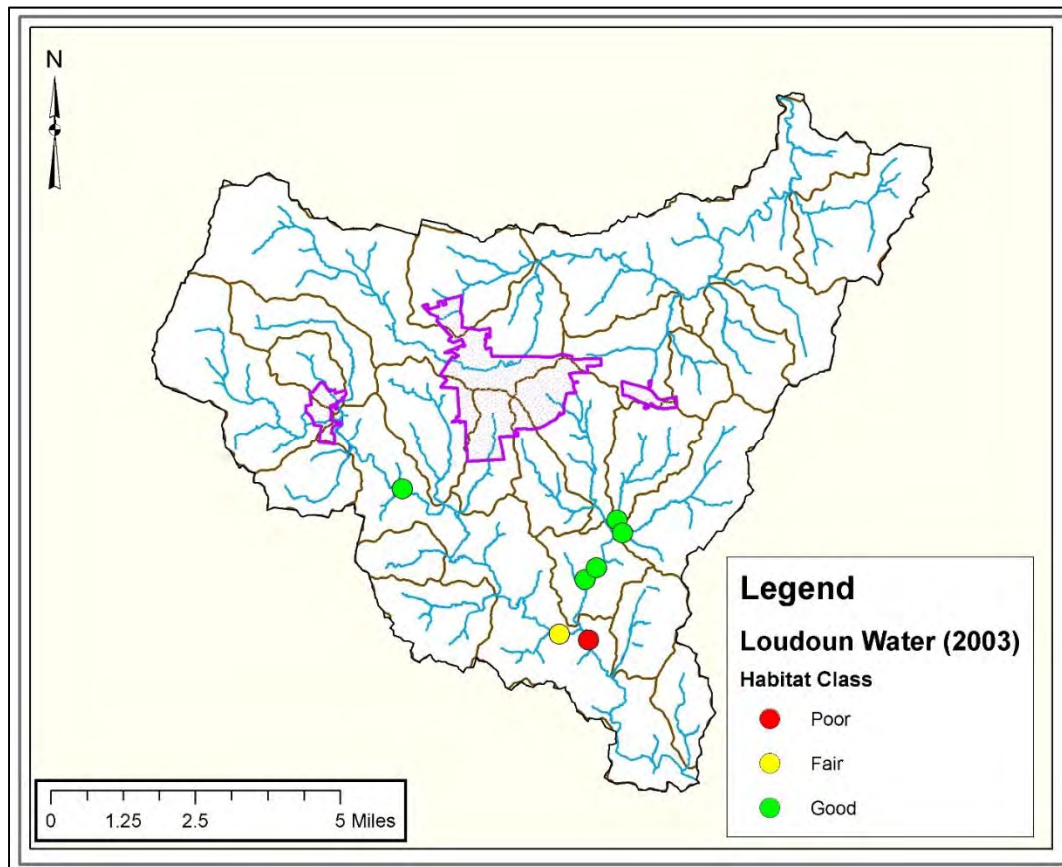 N
Legend
Loudoun Water (2003)
Habitat Class
Poor
Fair
Good
0 1.25 2.5 5 Miles